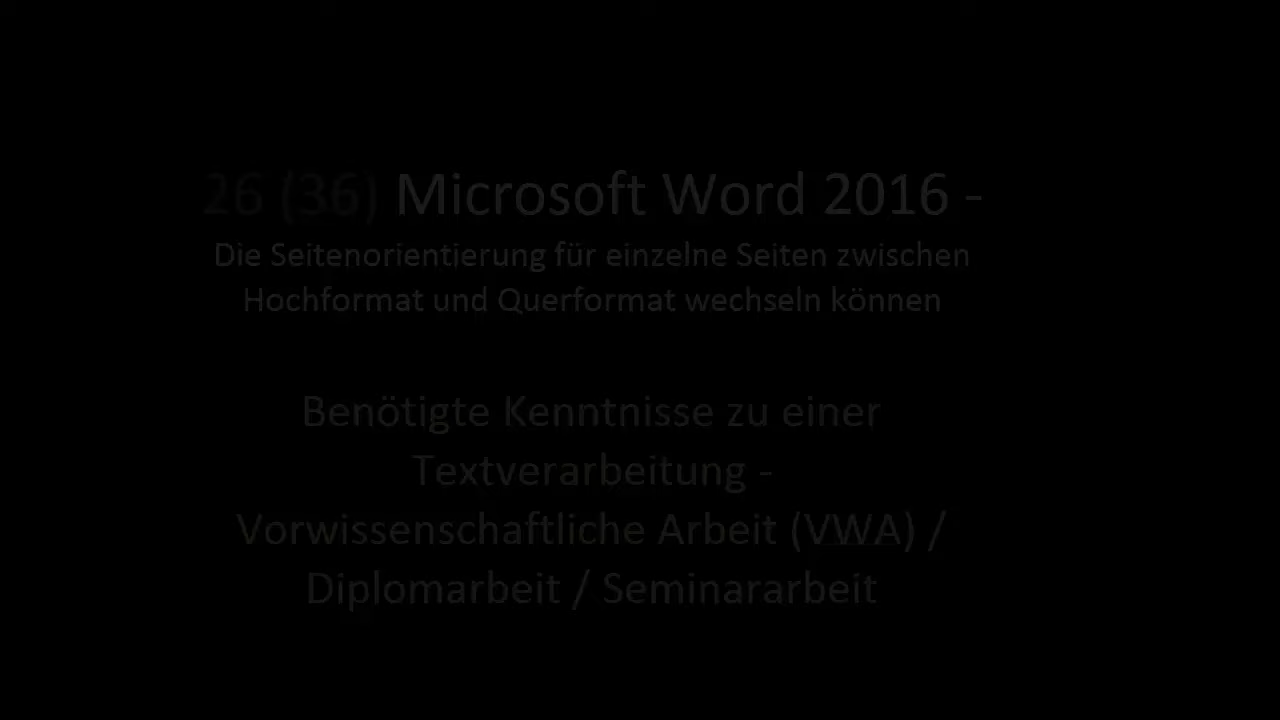 26 (36) Microsoft Word 2016 -
Die Seitenorientierung für einzelne Seiten zwischen
Hochformat und Querformat wechseln können
Benötigte Kenntnisse zu einer
Textverarbeitung -
Vorwissenschaftliche Arbeit (VWA) /
Diplomarbeit / Seminararbeit